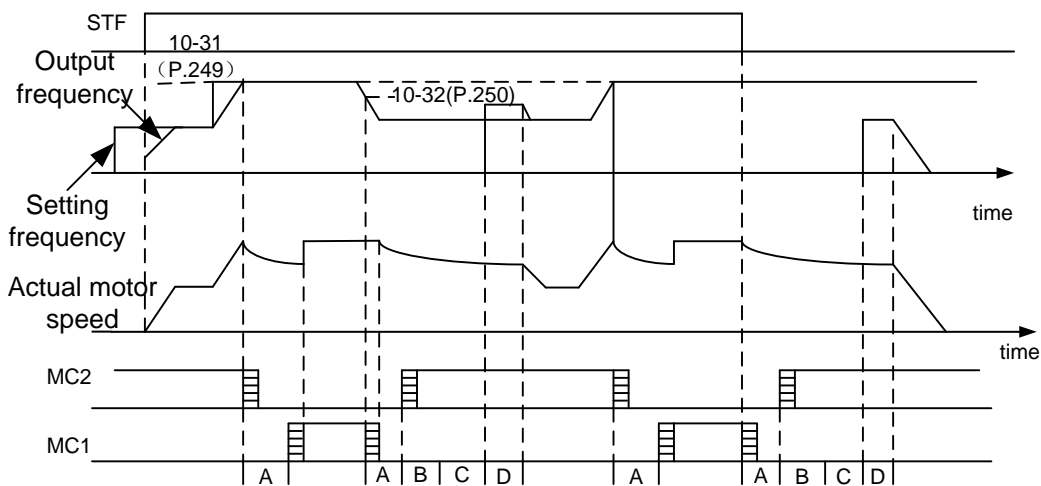 STF
10-31
（P.249）
Output
frequency
10-32(P.250)
Setting
frequency
time
Actual motor
speed
time
MC2
MC1
A A B C D A A B C D